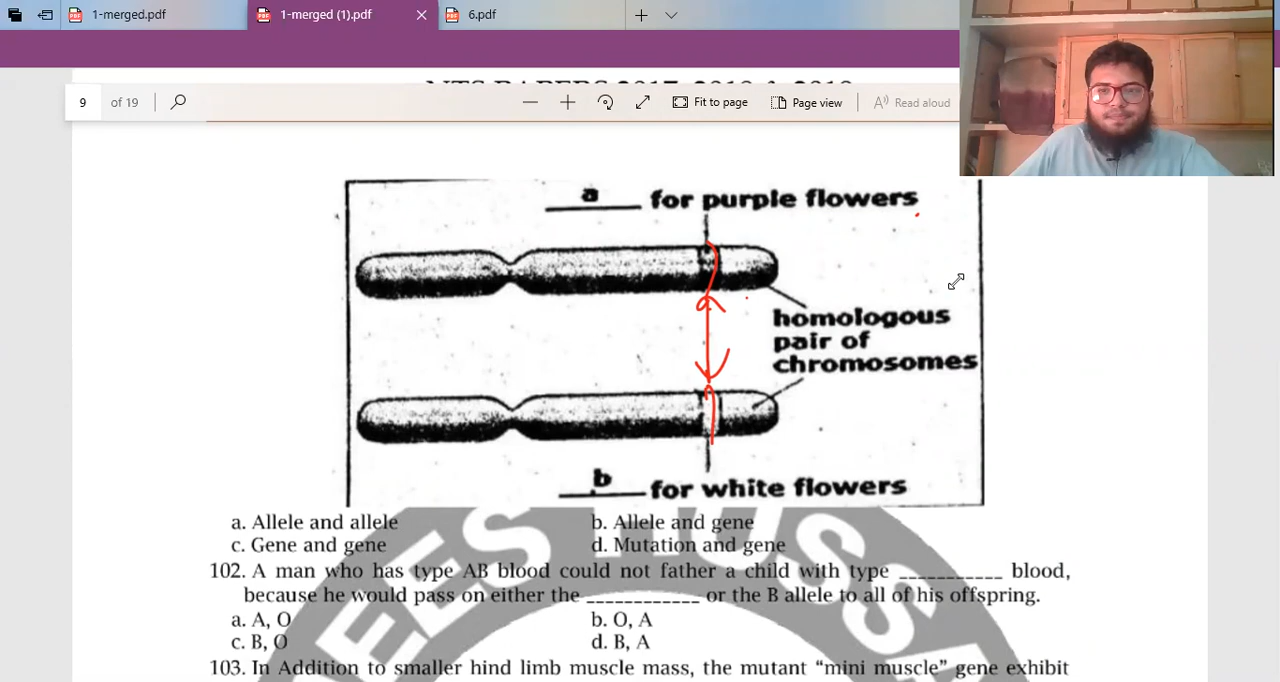 1-merged.pdf
1-merged (1).pdf
6.pdf
9 of 19
Fit to page
Page view
Read aloud
a for purple flowers
homologous
pair of
chromosomes
b for white flowers
a. Allele and allele
b. Allele and gene
c. Gene and gene
d. Mutation and gene
102. A man who has type AB blood could not father a child with type ___________ blood,
because he would pass on either the ____________ or the B allele to all of his offspring.
a. A, O
b. O, A
c. B, O
d. B, A
103. In Addition to smaller hind limb muscle mass, the mutant “mini muscle” gene exhibit